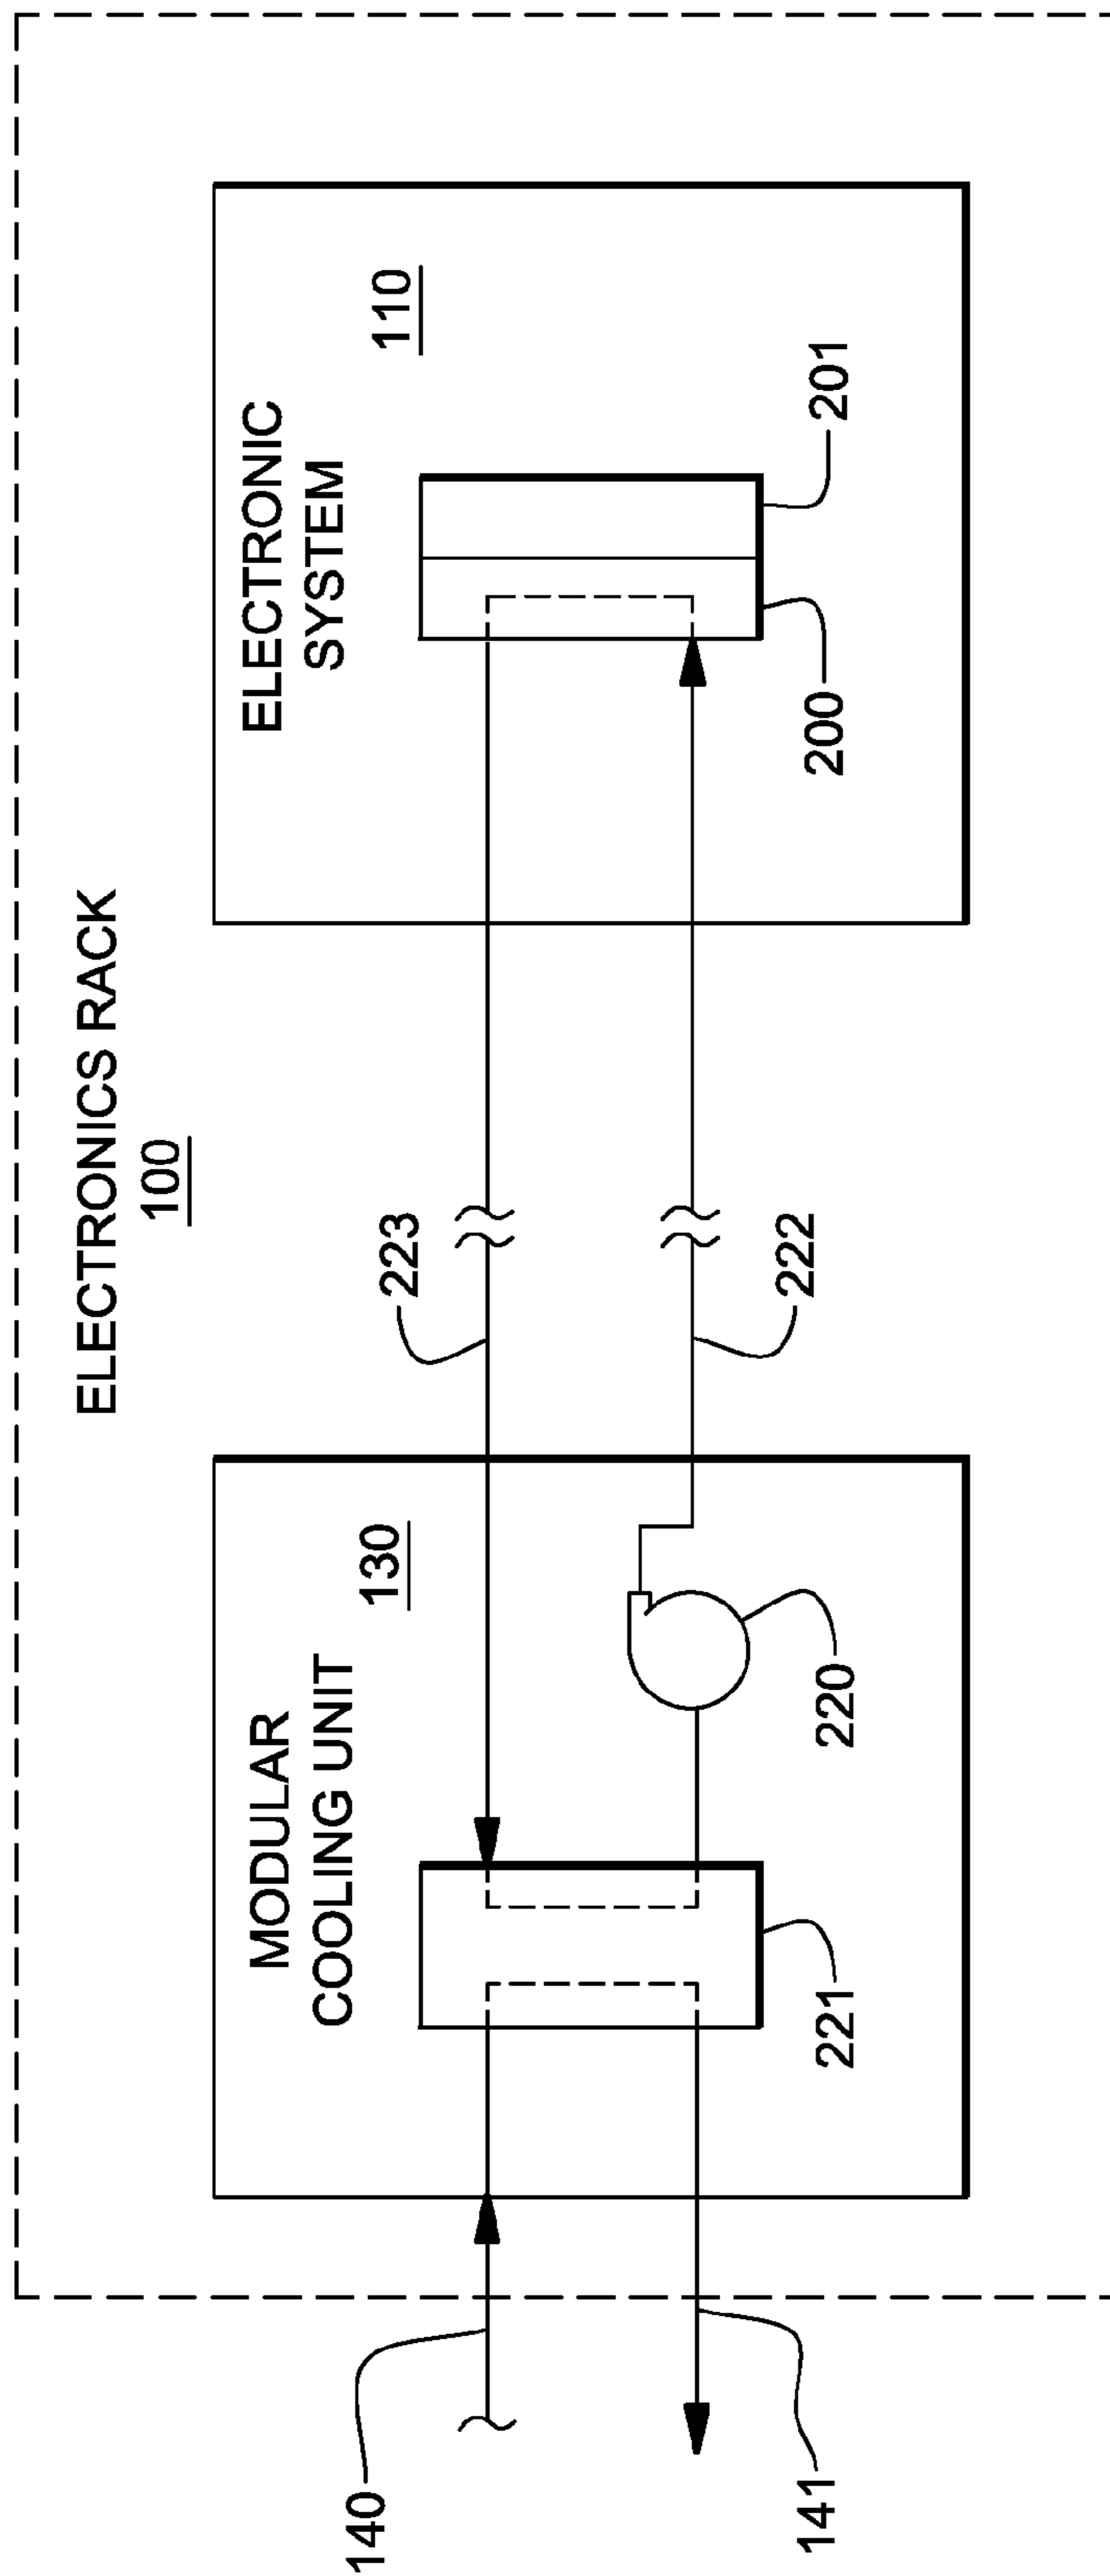 ELECTRONICS RACK
100
MODULAR
COOLING UNIT
130
ELECTRONIC
SYSTEM
110
140
141
223
222
221
220
200
201